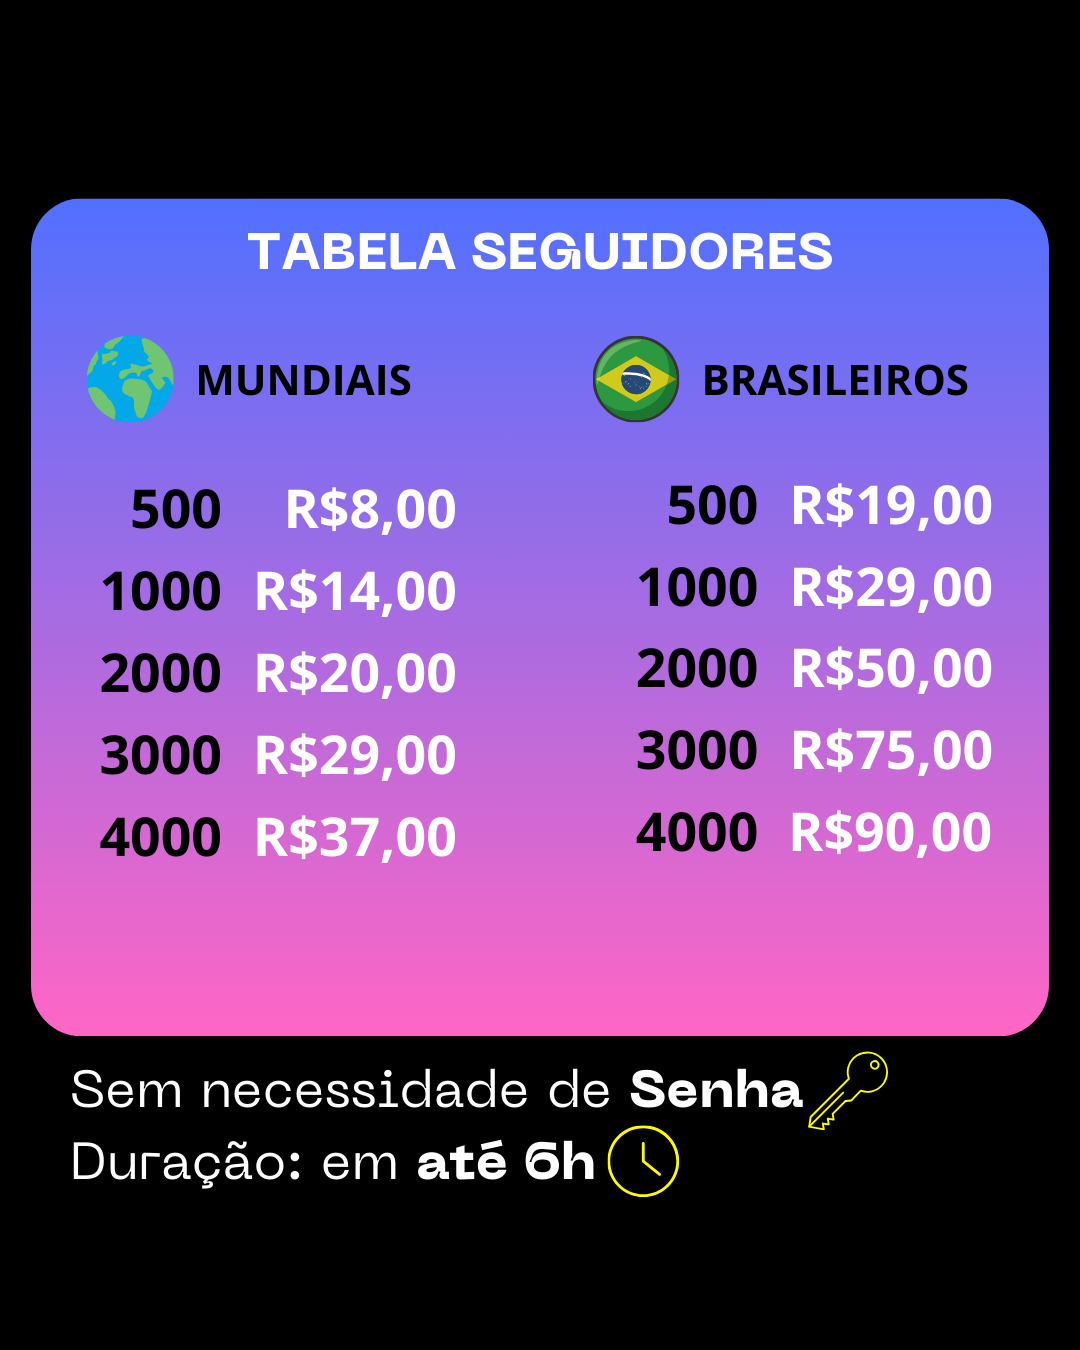 TABELA SEGUIDORES
MUNDIAIS
500 R$8,00
1000 R$14,00
2000 R$20,00
3000 R$29,00
4000 R$37,00
BRASILEIROS
500 R$19,00
1000 R$29,00
2000 R$50,00
3000 R$75,00
4000 R$90,00
Sem necessidade de Senha
Duração: em até 6h